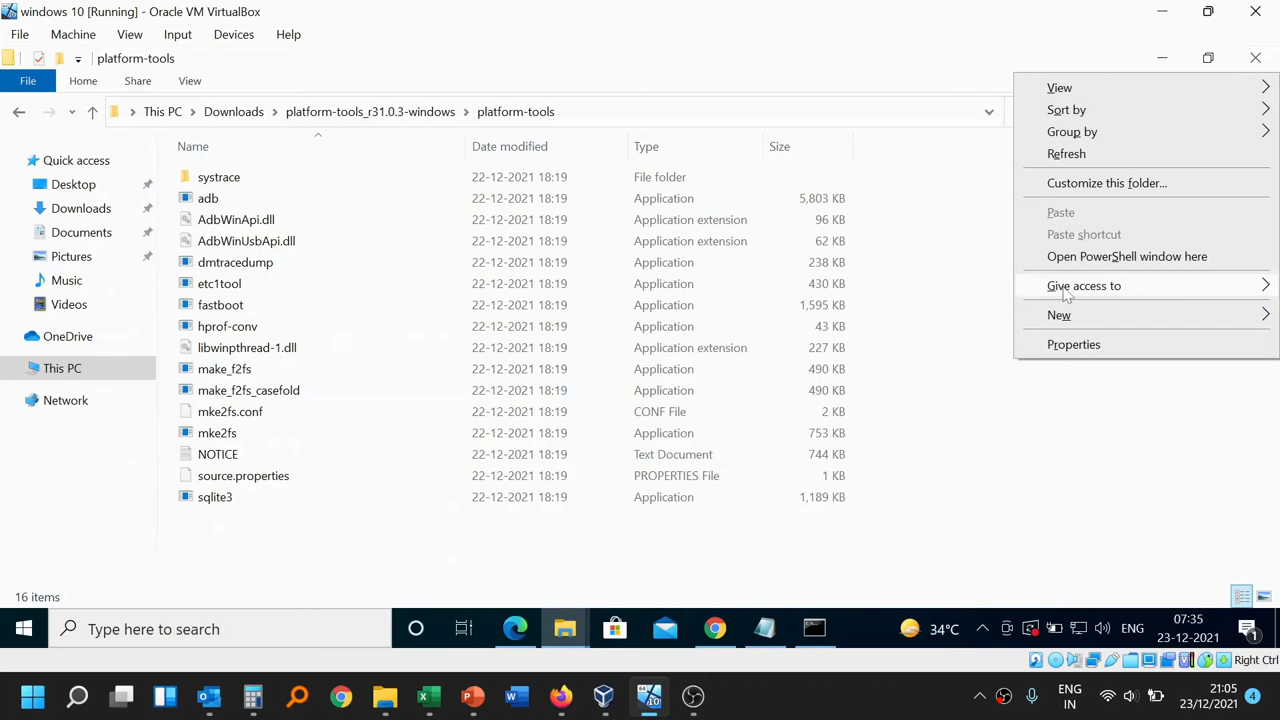 windows 10 [Running] - Oracle VM VirtualBox
File Machine View Input Devices Help
platform-tools
File Home Share View
This PC Downloads platform-tools_r31.0.3-windows platform-tools
Name Date modified Type Size
Quick access
Desktop
Downloads
Documents
Pictures
Music
Videos
OneDrive
This PC
Network
systrace 22-12-2021 18:19 File folder
adb 22-12-2021 18:19 Application 5,803 KB
AdbWinApi.dll 22-12-2021 18:19 Application extension 96 KB
AdbWinUsbApi.dll 22-12-2021 18:19 Application extension 62 KB
dmtracedump 22-12-2021 18:19 Application 238 KB
etc1tool 22-12-2021 18:19 Application 430 KB
fastboot 22-12-2021 18:19 Application 1,595 KB
hprof-conv 22-12-2021 18:19 Application 43 KB
libwinpthread-1.dll 22-12-2021 18:19 Application extension 227 KB
make_f2fs 22-12-2021 18:19 Application 490 KB
make_f2fs_casefold 22-12-2021 18:19 Application 490 KB
mke2fs.conf 22-12-2021 18:19 CONF File 2 KB
mke2fs 22-12-2021 18:19 Application 753 KB
NOTICE 22-12-2021 18:19 Text Document 744 KB
source.properties 22-12-2021 18:19 PROPERTIES File 1 KB
sqlite3 22-12-2021 18:19 Application 1,189 KB
View
Sort by
Group by
Refresh
Customize this folder...
Paste
Paste shortcut
Open PowerShell window here
Give access to
New
Properties
16 items
Type here to search
34°C
ENG
07:35
23-12-2021
1
Right Ctrl
ENG
IN
21:05
23/12/2021
4